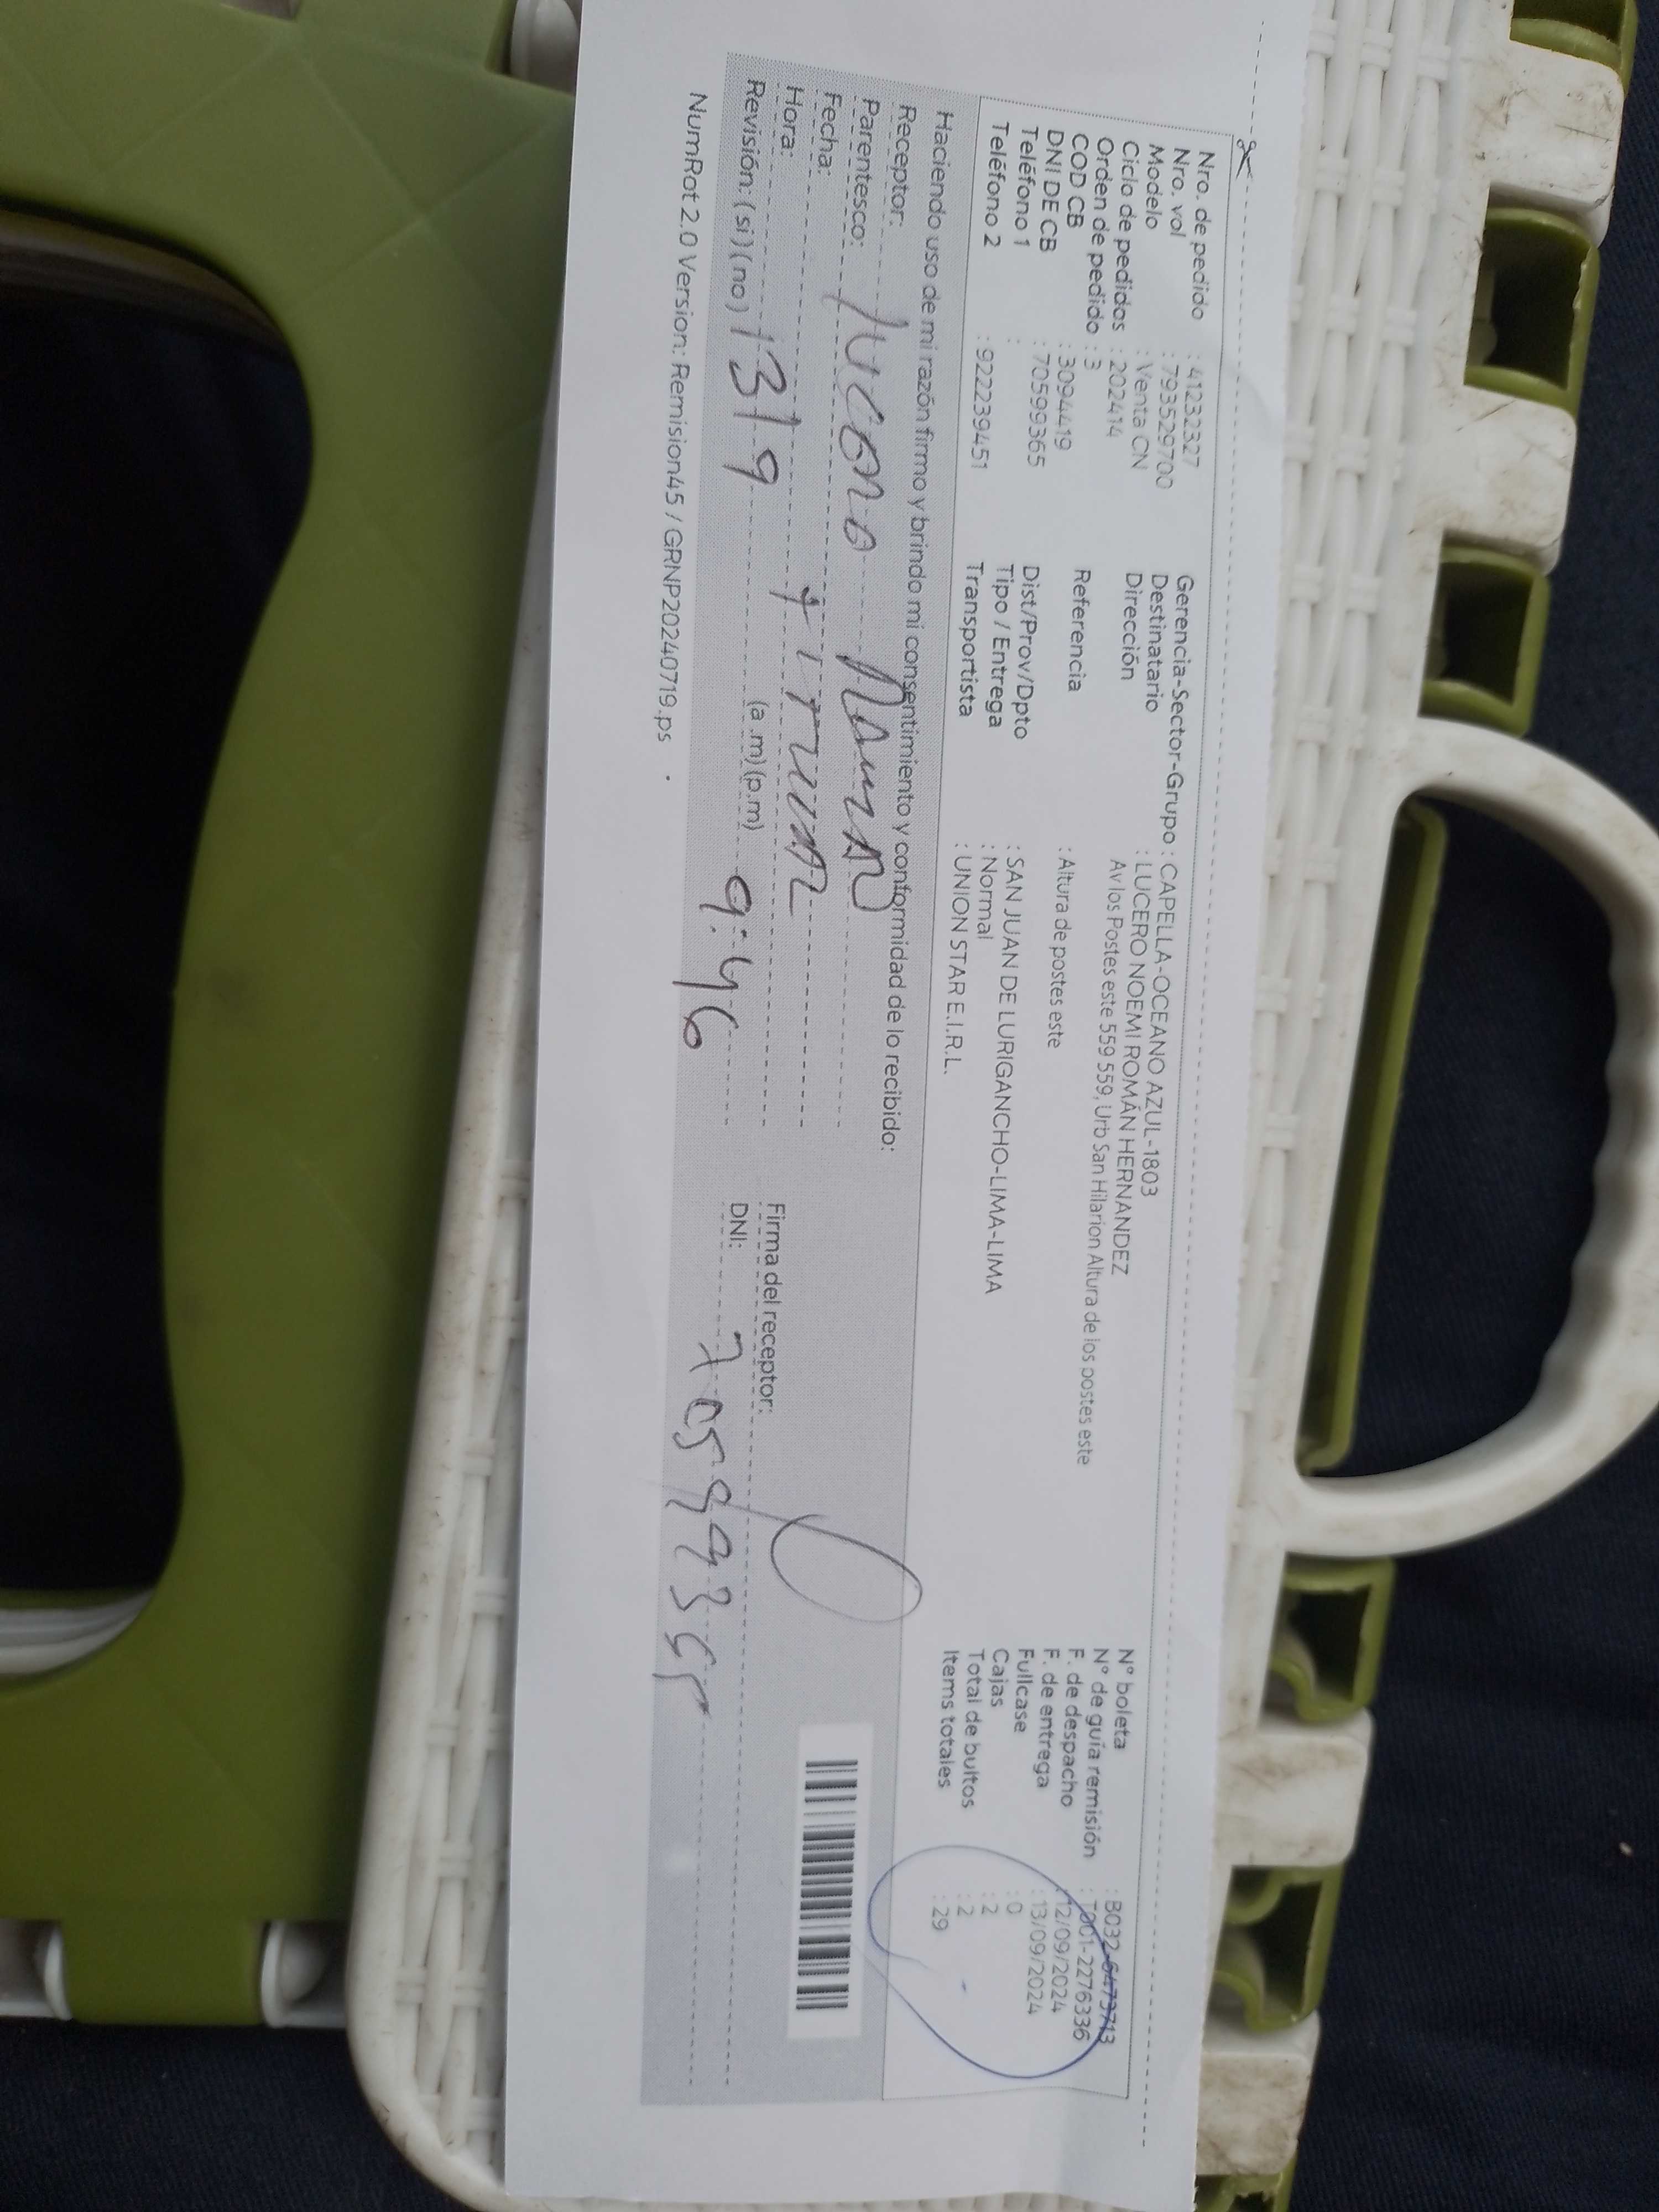 Nro. de pedido : 41232327
Nro. vol : 793529700
Modelo : Venta CN
Ciclo de pedidos : 202414
Orden de pedido : 3
COD CB : 3094419
DNI DE CB : 70599365
Teléfono 1 :
Teléfono 2 : 922239451
Gerencia-Sector-Grupo : CAPELLA-OCEANO AZUL-1803
Destinatario : LUCERO NOEMI ROMÁN HERNANDEZ
Dirección Av los Postes este 559 559, Urb San Hilarion Altura de los postes este
Referencia : Altura de postes este
Dist/Prov/Dpto : SAN JUAN DE LURIGANCHO-LIMA-LIMA
Tipo / Entrega : Normal
Transportista : UNION STAR E.I.R.L.
N° boleta : B032-6473713
N° de guía remisión : T001-2276336
F. de despacho : 12/09/2024
F. de entrega : 13/09/2024
Fullcase : 0
Cajas : 2
Total de bultos : 2
Items totales : 29
Haciendo uso de mi razón firmo y brindo mi consentimiento y conformidad de lo recibido:
Receptor:
Parentesco:
Fecha:
Hora: (a.m) (p.m) 9:46
Revisión: (si) (no) 13/9
Firma del receptor:
DNI: 70599365
NumRot 2.0 Version: Remision45 / GRNP20240719.ps